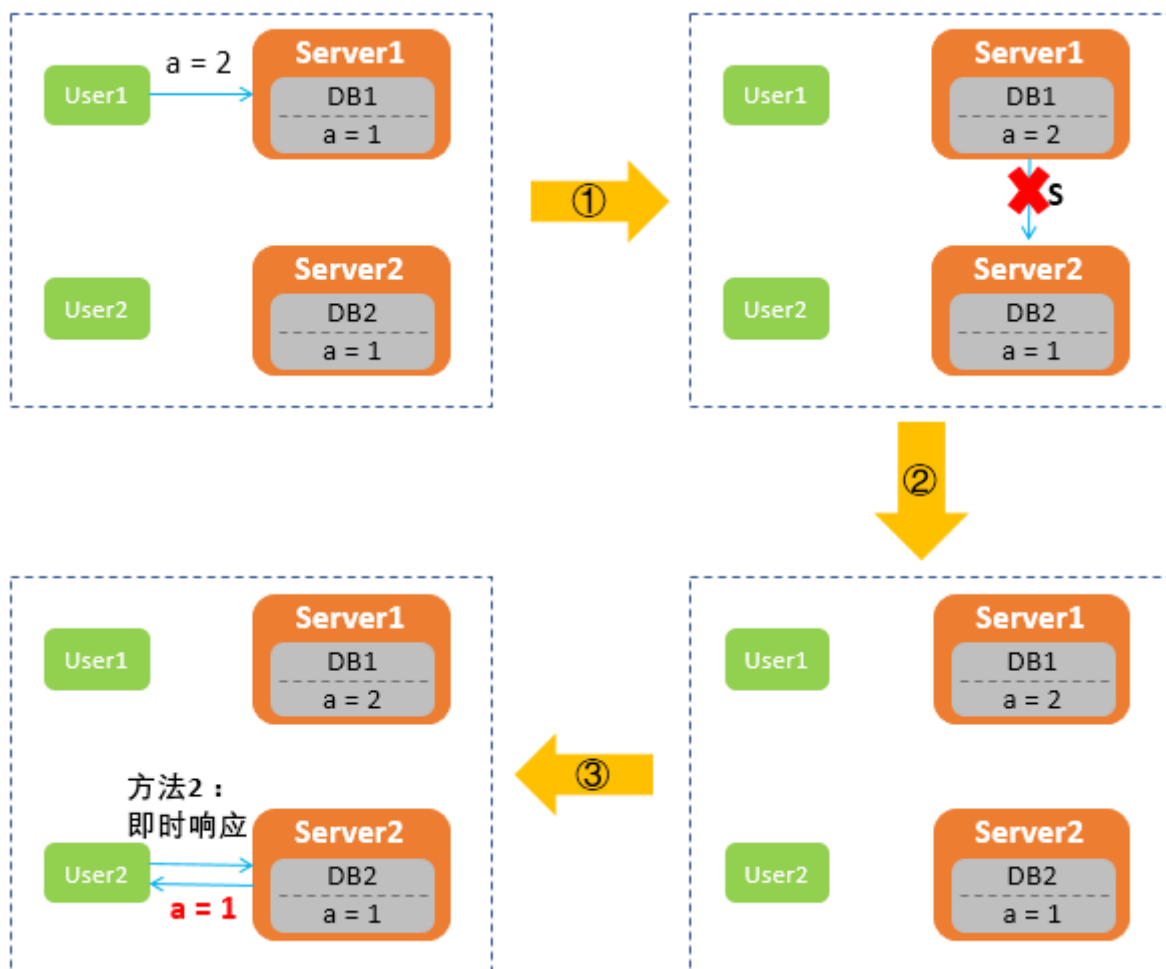 Server1
a = 2
User1
DB1
a = 1
Server2
User2
DB2
a = 1
①
Server1
User1
DB1
a = 2
S
Server2
User2
DB2
a = 1
②
Server1
User1
DB1
a = 2
Server2
User2
DB2
a = 1
③
Server1
User1
DB1
a = 2
方法2：
即时响应
Server2
User2
DB2
a = 1
a = 1